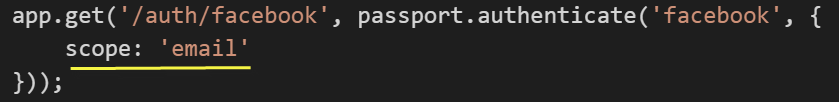 app.get('/auth/facebook', passport.authenticate('facebook', {
    scope: 'email'
}));